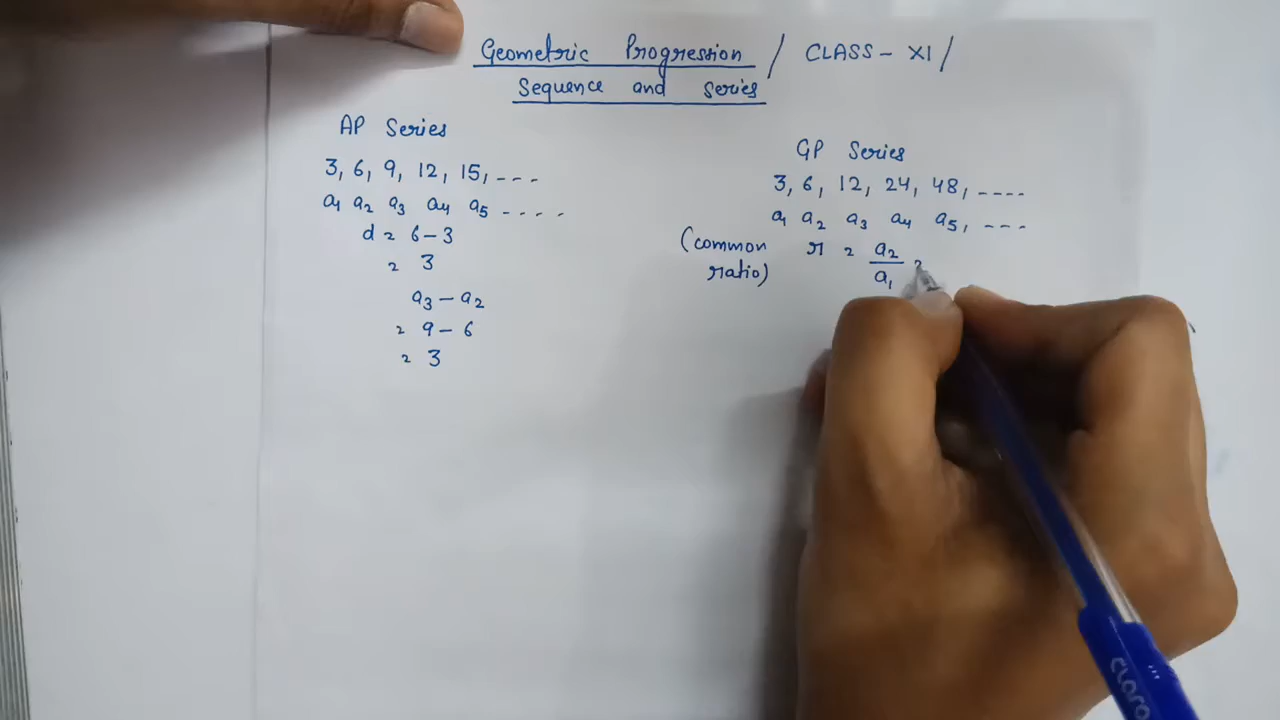 Geometric Progression / CLASS - XI /
Sequence and Series
AP Series
3, 6, 9, 12, 15, ---
a1 a2 a3 a4 a5 ----
d = 6 - 3
= 3
a3 - a2
= 9 - 6
= 3
GP Series
3, 6, 12, 24, 48, ----
a1 a2 a3 a4 a5, ---
(common ratio) r = a2/a1 =
claro